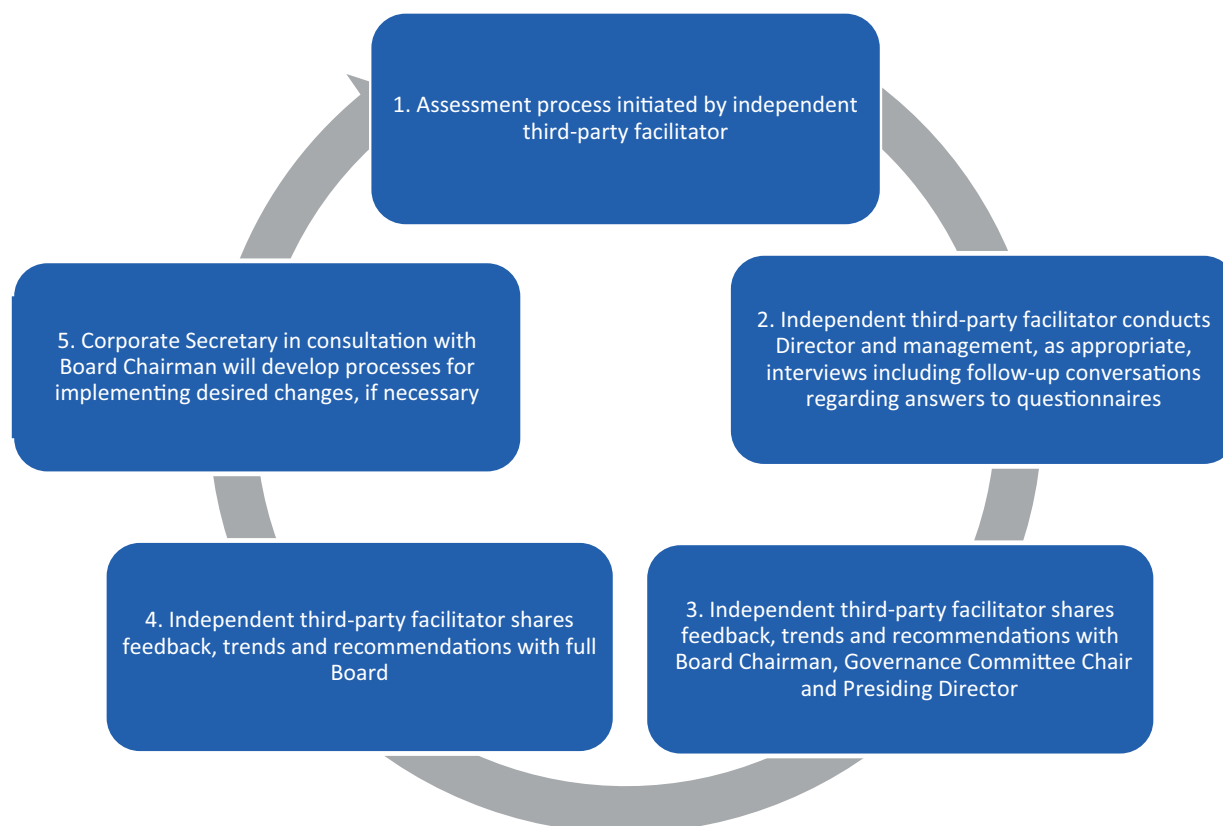 1. Assessment process initiated by independent
third-party facilitator
2. Independent third-party facilitator conducts
Director and management, as appropriate,
interviews including follow-up conversations
regarding answers to questionnaires
3. Independent third-party facilitator shares
feedback, trends and recommendations with
Board Chairman, Governance Committee Chair
and Presiding Director
4. Independent third-party facilitator shares
feedback, trends and recommendations with full
Board
5. Corporate Secretary in consultation with
Board Chairman will develop processes for
implementing desired changes, if necessary